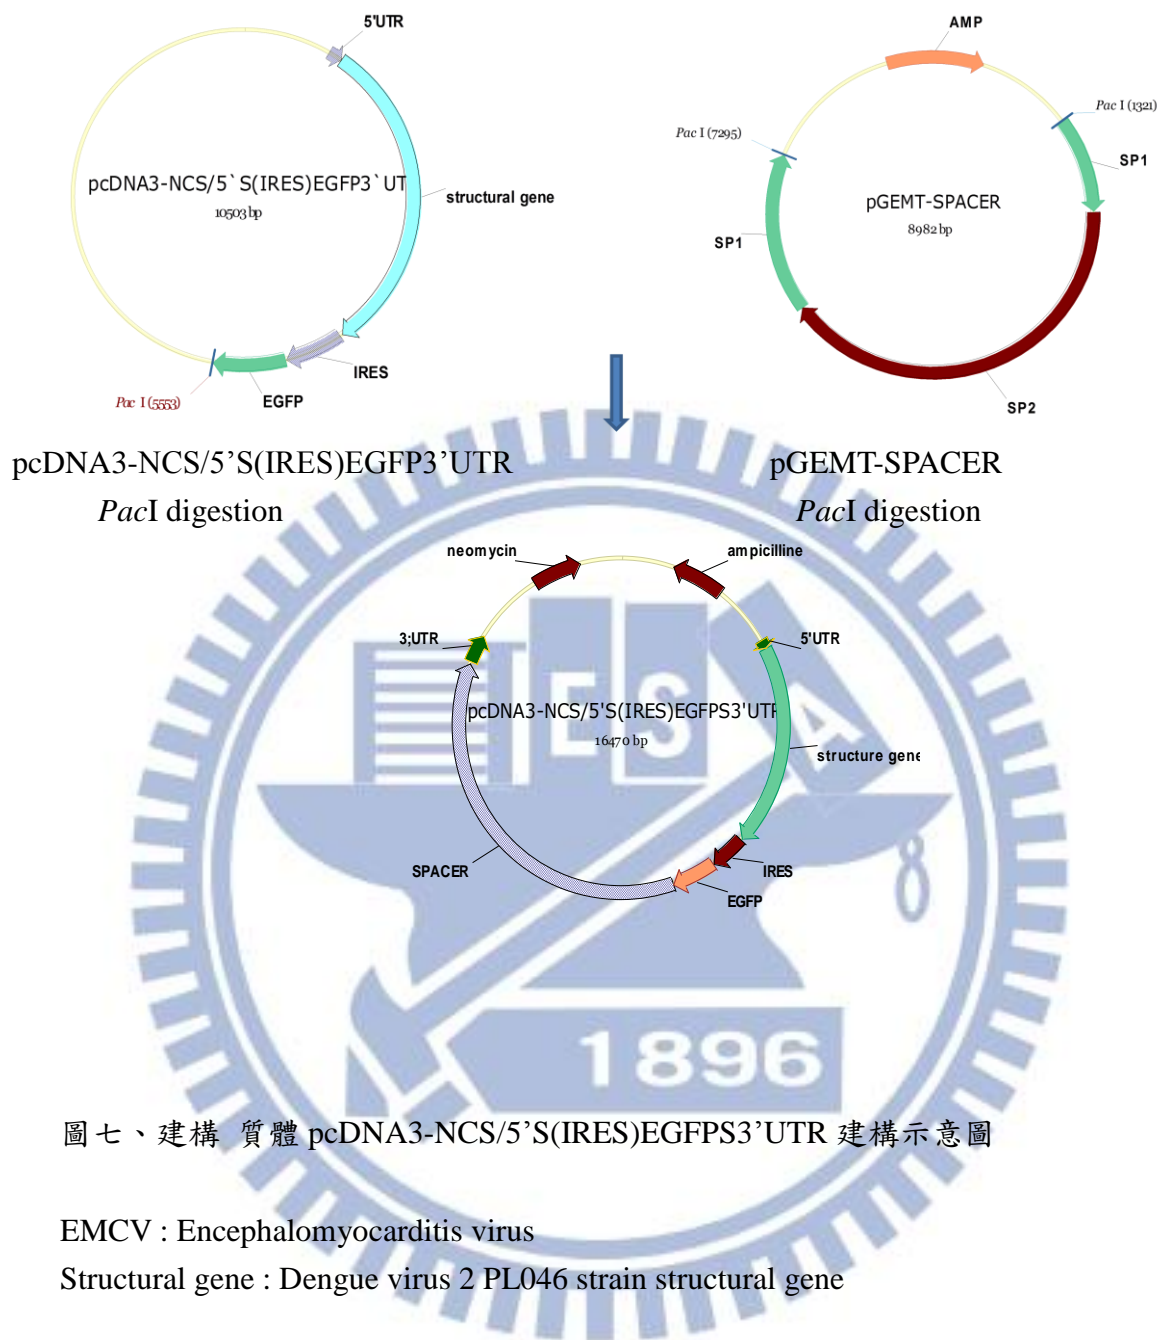 5'UTR
pcDNA3-NCS/5`S(IRES)EGFP3`UT
10503 bp
structural gene
IRES
EGFP
Pac I (5553)
AMP
Pac I (1321)
Pac I (7295)
SP1
pGEMT-SPACER
8982 bp
SP1
SP2
pcDNA3-NCS/5’S(IRES)EGFP3’UTR
PacI digestion
pGEMT-SPACER
PacI digestion
neomycin
ampicilline
3;UTR
5'UTR
pcDNA3-NCS/5'S(IRES)EGFPS3'UTR
16470 bp
structure gene
SPACER
IRES
EGFP
ES
A
8
1896
圖七、建構 質體 pcDNA3-NCS/5’S(IRES)EGFPS3’UTR 建構示意圖
EMCV : Encephalomyocarditis virus
Structural gene : Dengue virus 2 PL046 strain structural gene